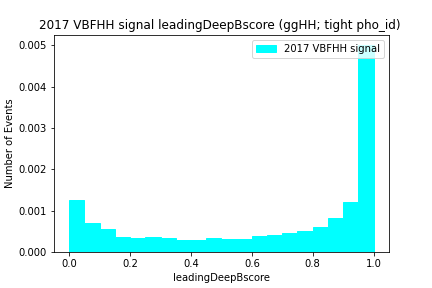 2017 VBFHH signal leadingDeepBscore (ggHH; tight pho_id)
2017 VBFHH signal
Number of Events
0.005
0.004
0.003
0.002
0.001
0.000
0.0 0.2 0.4 0.6 0.8 1.0
leadingDeepBscore